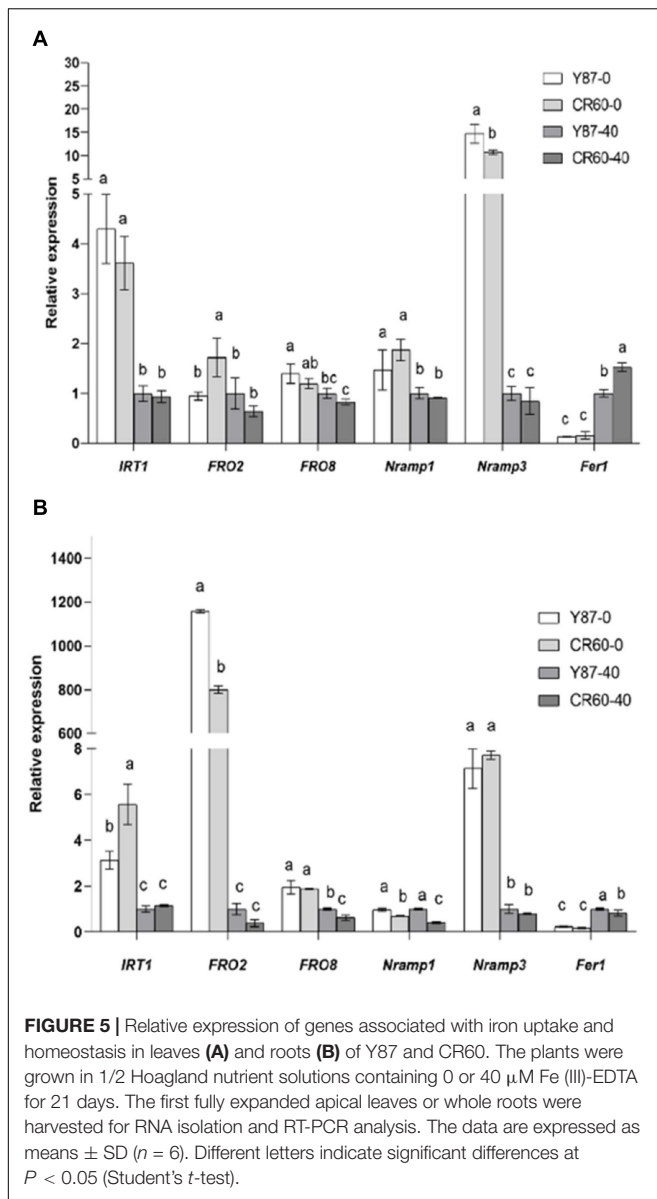 A
30
25
20
15
10
5
5
4
3
2
1
0
Relative expression
Y87-0
CR60-0
Y87-40
CR60-40
a a b b
b a b b
a ab bc c
a a b b
a b c c
c c b a
IRT1 FRO2 FRO8 Nramp1 Nramp3 Fer1
B
1400
1200
1000
800
600
8
6
4
2
0
Relative expression
Y87-0
CR60-0
Y87-40
CR60-40
b a c c
a b c c
a a b c
a b a c
a a b b
c c a b
IRT1 FRO2 FRO8 Nramp1 Nramp3 Fer1
FIGURE 5 | Relative expression of genes associated with iron uptake and
homeostasis in leaves (A) and roots (B) of Y87 and CR60. The plants were
grown in 1/2 Hoagland nutrient solutions containing 0 or 40 μM Fe (III)-EDTA
for 21 days. The first fully expanded apical leaves or whole roots were
harvested for RNA isolation and RT-PCR analysis. The data are expressed as
means ± SD (n = 6). Different letters indicate significant differences at
P < 0.05 (Student's t-test).